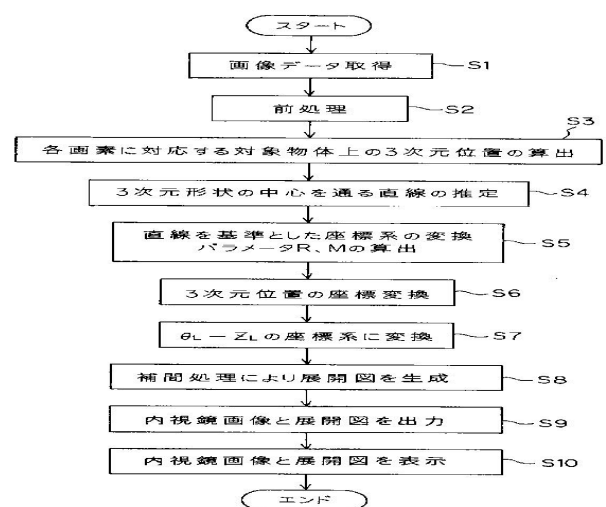 スタート
画像データ取得 S1
前処理 S2
S3
各画素に対応する対象物体上の3次元位置の算出
3次元形状の中心を通る直線の推定 S4
直線を基準とした座標系の変換
パラメータR、Mの算出 S5
3次元位置の座標変換 S6
θL−ZLの座標系に変換 S7
補間処理により展開図を生成 S8
内視鏡画像と展開図を出力 S9
内視鏡画像と展開図を表示 S10
エンド